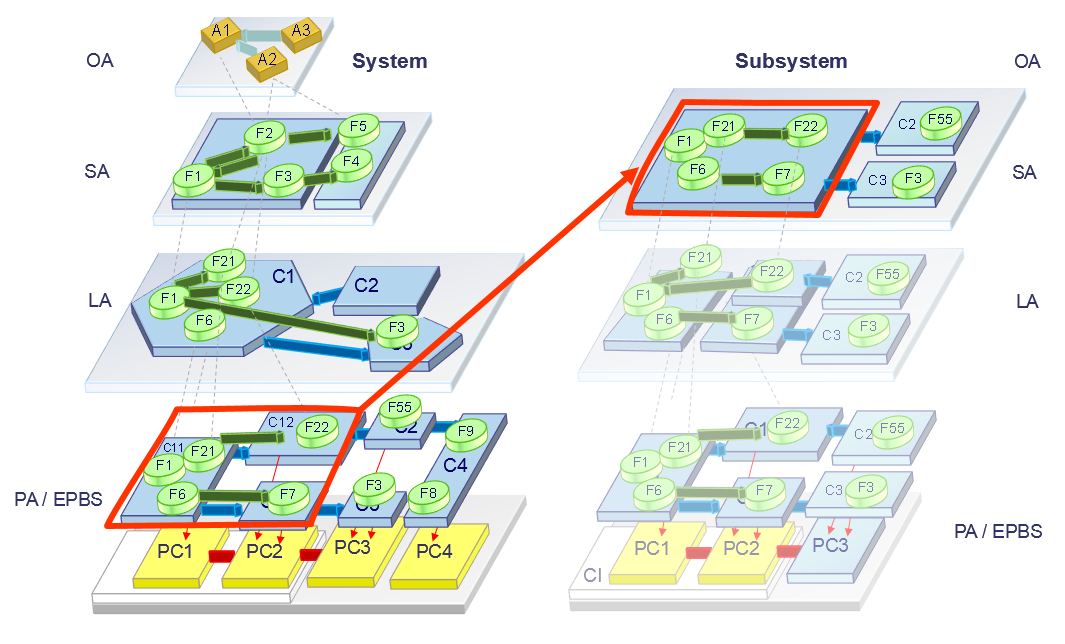 System
OA
A1
A3
A2
SA
F2
F5
F1
F3
F4
LA
F21
C1
F1
F22
C2
F6
F3
C3
PA / EPBS
C12
F22
F55
C2
F9
C11
F21
F1
C4
F6
F7
F3
F8
C3
PC1
PC2
PC3
PC4
Subsystem
OA
SA
F21
F22
C2
F55
F1
F6
F7
C3
F3
LA
F21
F22
C2
F55
F1
F6
F7
C3
F3
PA / EPBS
F21
C1
F22
C2
F55
F1
F6
F7
C3
F3
PC1
PC2
PC3
CI